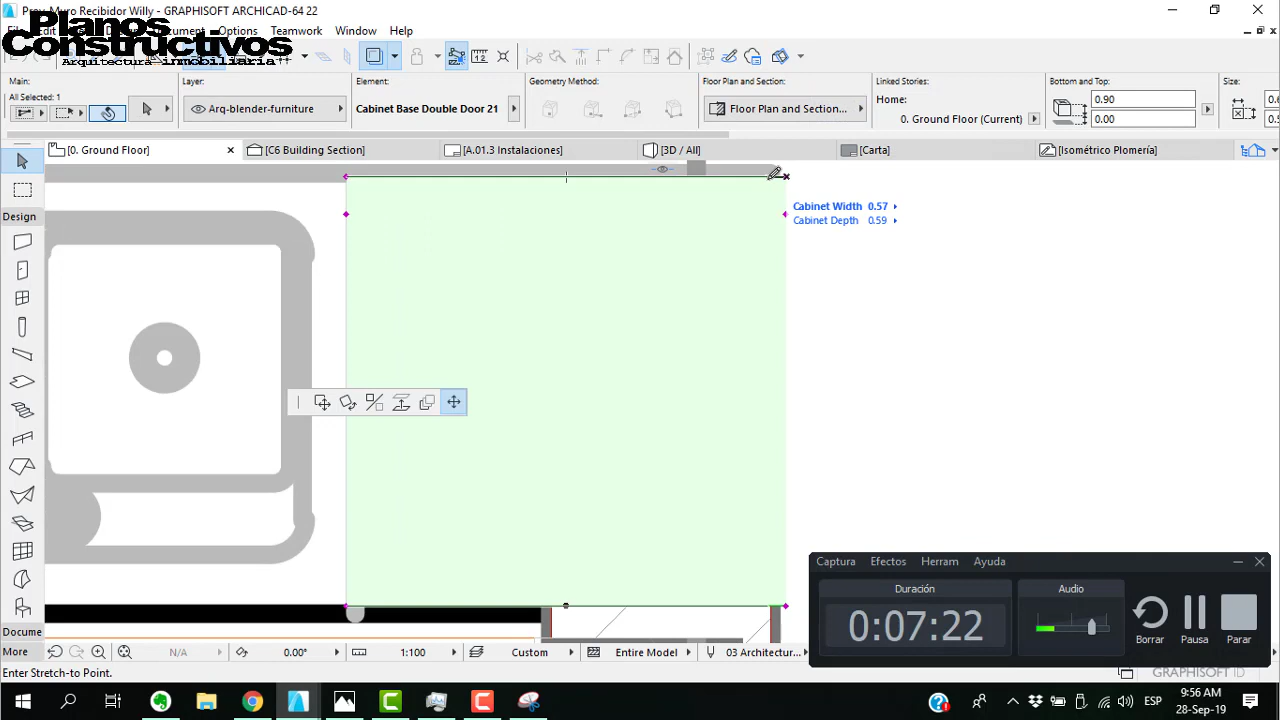 Prev. Muro Recibidor Willy - GRAPHISOFT ARCHICAD-64 22
Planos
Constructivos
Arquitectura inmobiliaria
Options
Teamwork
Window
Help
Main:
All Selected: 1
Layer:
Arq-blender-furniture
Element:
Cabinet Base Double Door 21
Geometry Method:
Floor Plan and Section:
Floor Plan and Section...
Linked Stories:
Home:
0. Ground Floor (Current)
Bottom and Top:
0.90
0.00
Size:
[0. Ground Floor]
[C6 Building Section]
[A.01.3 Instalaciones]
[3D / All]
[Carta]
[Isométrico Plomería]
Design
Cabinet Width 0.57
Cabinet Depth 0.59
Captura
Efectos
Herram
Ayuda
Duración
0:07:22
Audio
Borrar
Pausa
Parar
Docume
More
N/A
0.00°
1:100
Custom
Entire Model
03 Architectur...
Enter Stretch-to Point.
GRAPHISOFT ID
ESP
9:56 AM
28-Sep-19